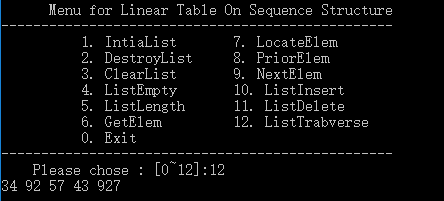 Menu for Linear Table On Sequence Structure
-------------------------------------------------
1. IntiaList 7. LocateElem
2. DestroyList 8. PriorElem
3. ClearList 9. NextElem
4. ListEmpty 10. ListInsert
5. ListLength 11. ListDelete
6. GetElem 12. ListTrabverse
0. Exit
-------------------------------------------------
Please chose : [0~12]:12
34 92 57 43 927